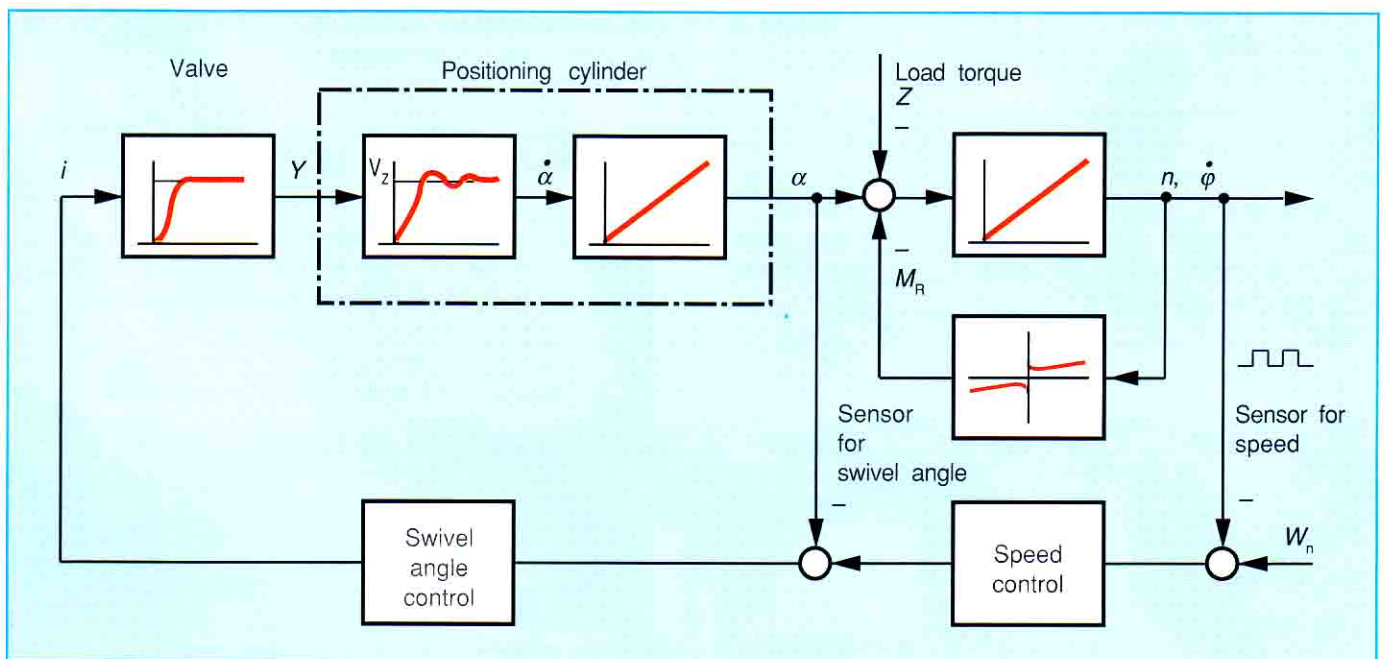 Valve
Positioning cylinder
Load torque
Z
–
i
Y
V_z
α̇
α
n, φ̇
–
M_R
Sensor
for
swivel angle
Sensor for
speed
–
–
W_n
Swivel
angle
control
Speed
control